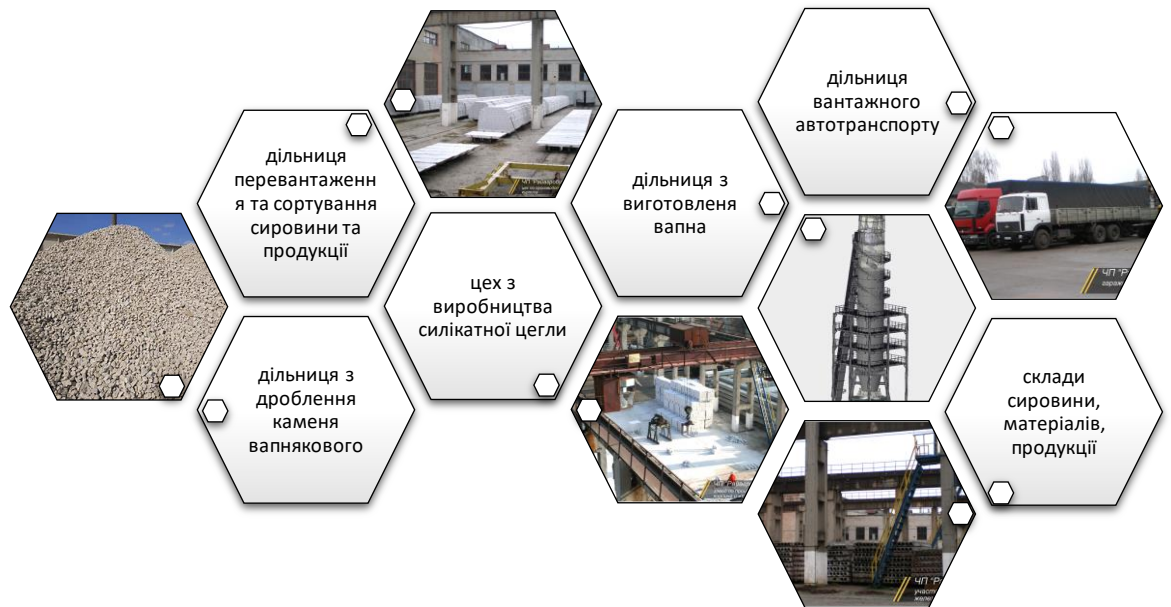 дільниця
перевантаженн
я та сортування
сировини та
продукції
дільниця з
дроблення
каменя
вапнякового
цех з
виробництва
силікатної цегли
дільниця з
виготовленя
вапна
дільниця
вантажного
автотранспорту
склади
сировини,
матеріалів,
продукції